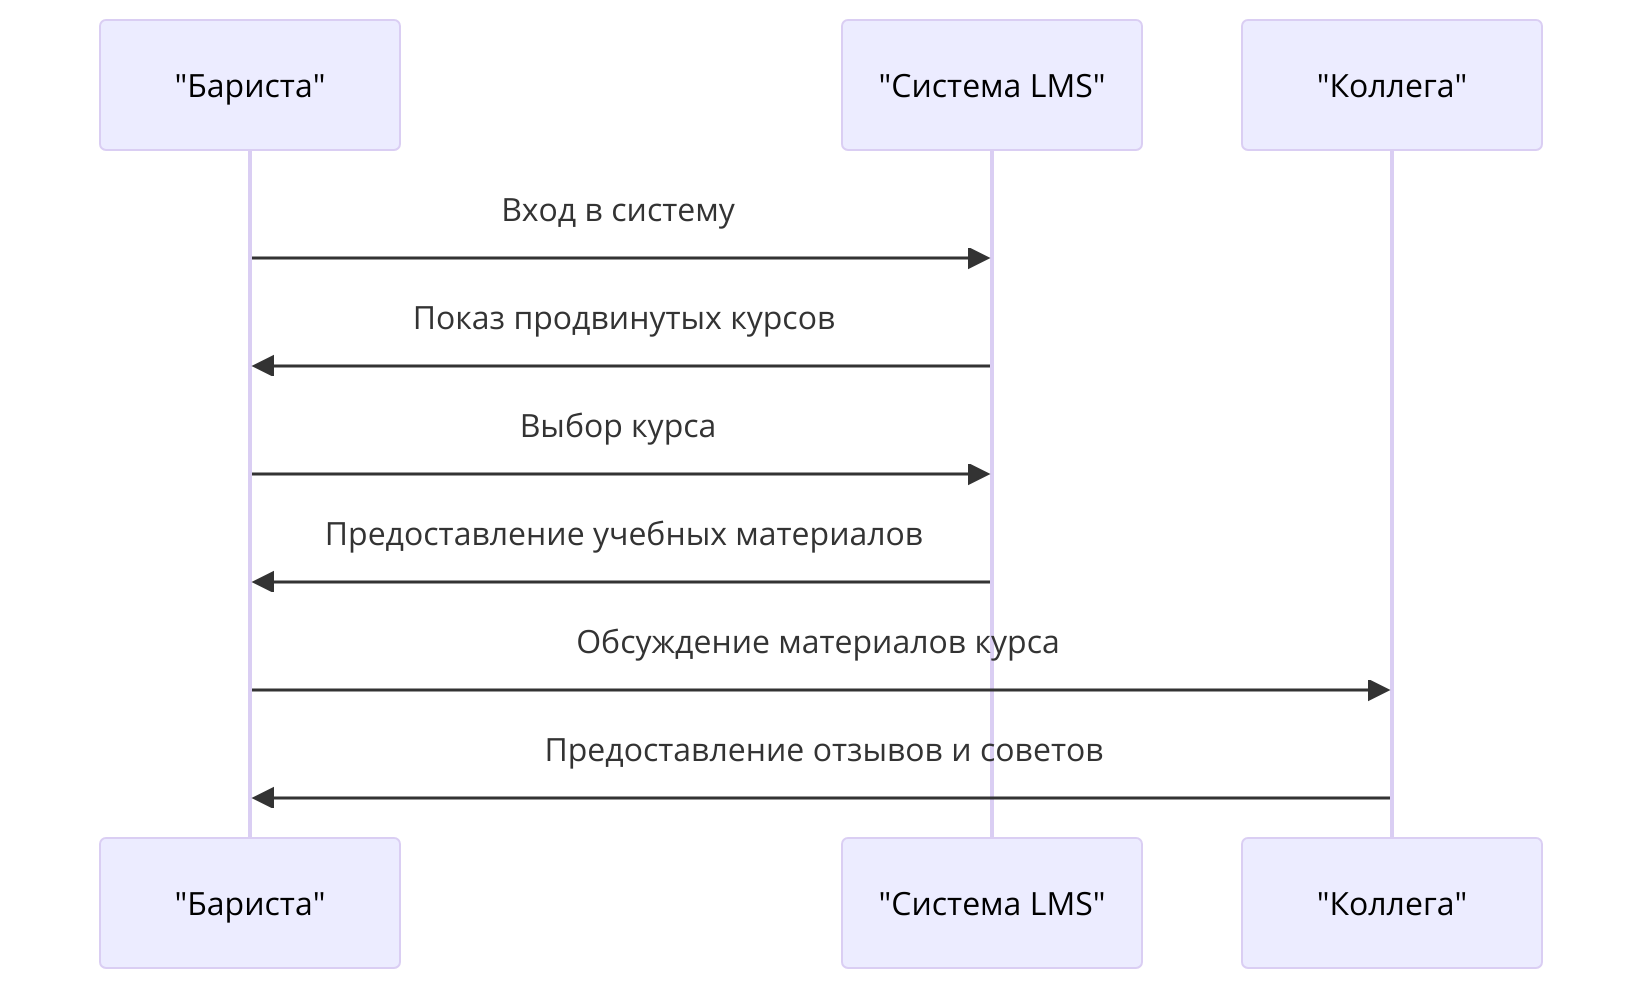 "Бариста"
"Система LMS"
"Коллега"
Вход в систему
Показ продвинутых курсов
Выбор курса
Предоставление учебных материалов
Обсуждение материалов курса
Предоставление отзывов и советов
"Бариста"
"Система LMS"
"Коллега"